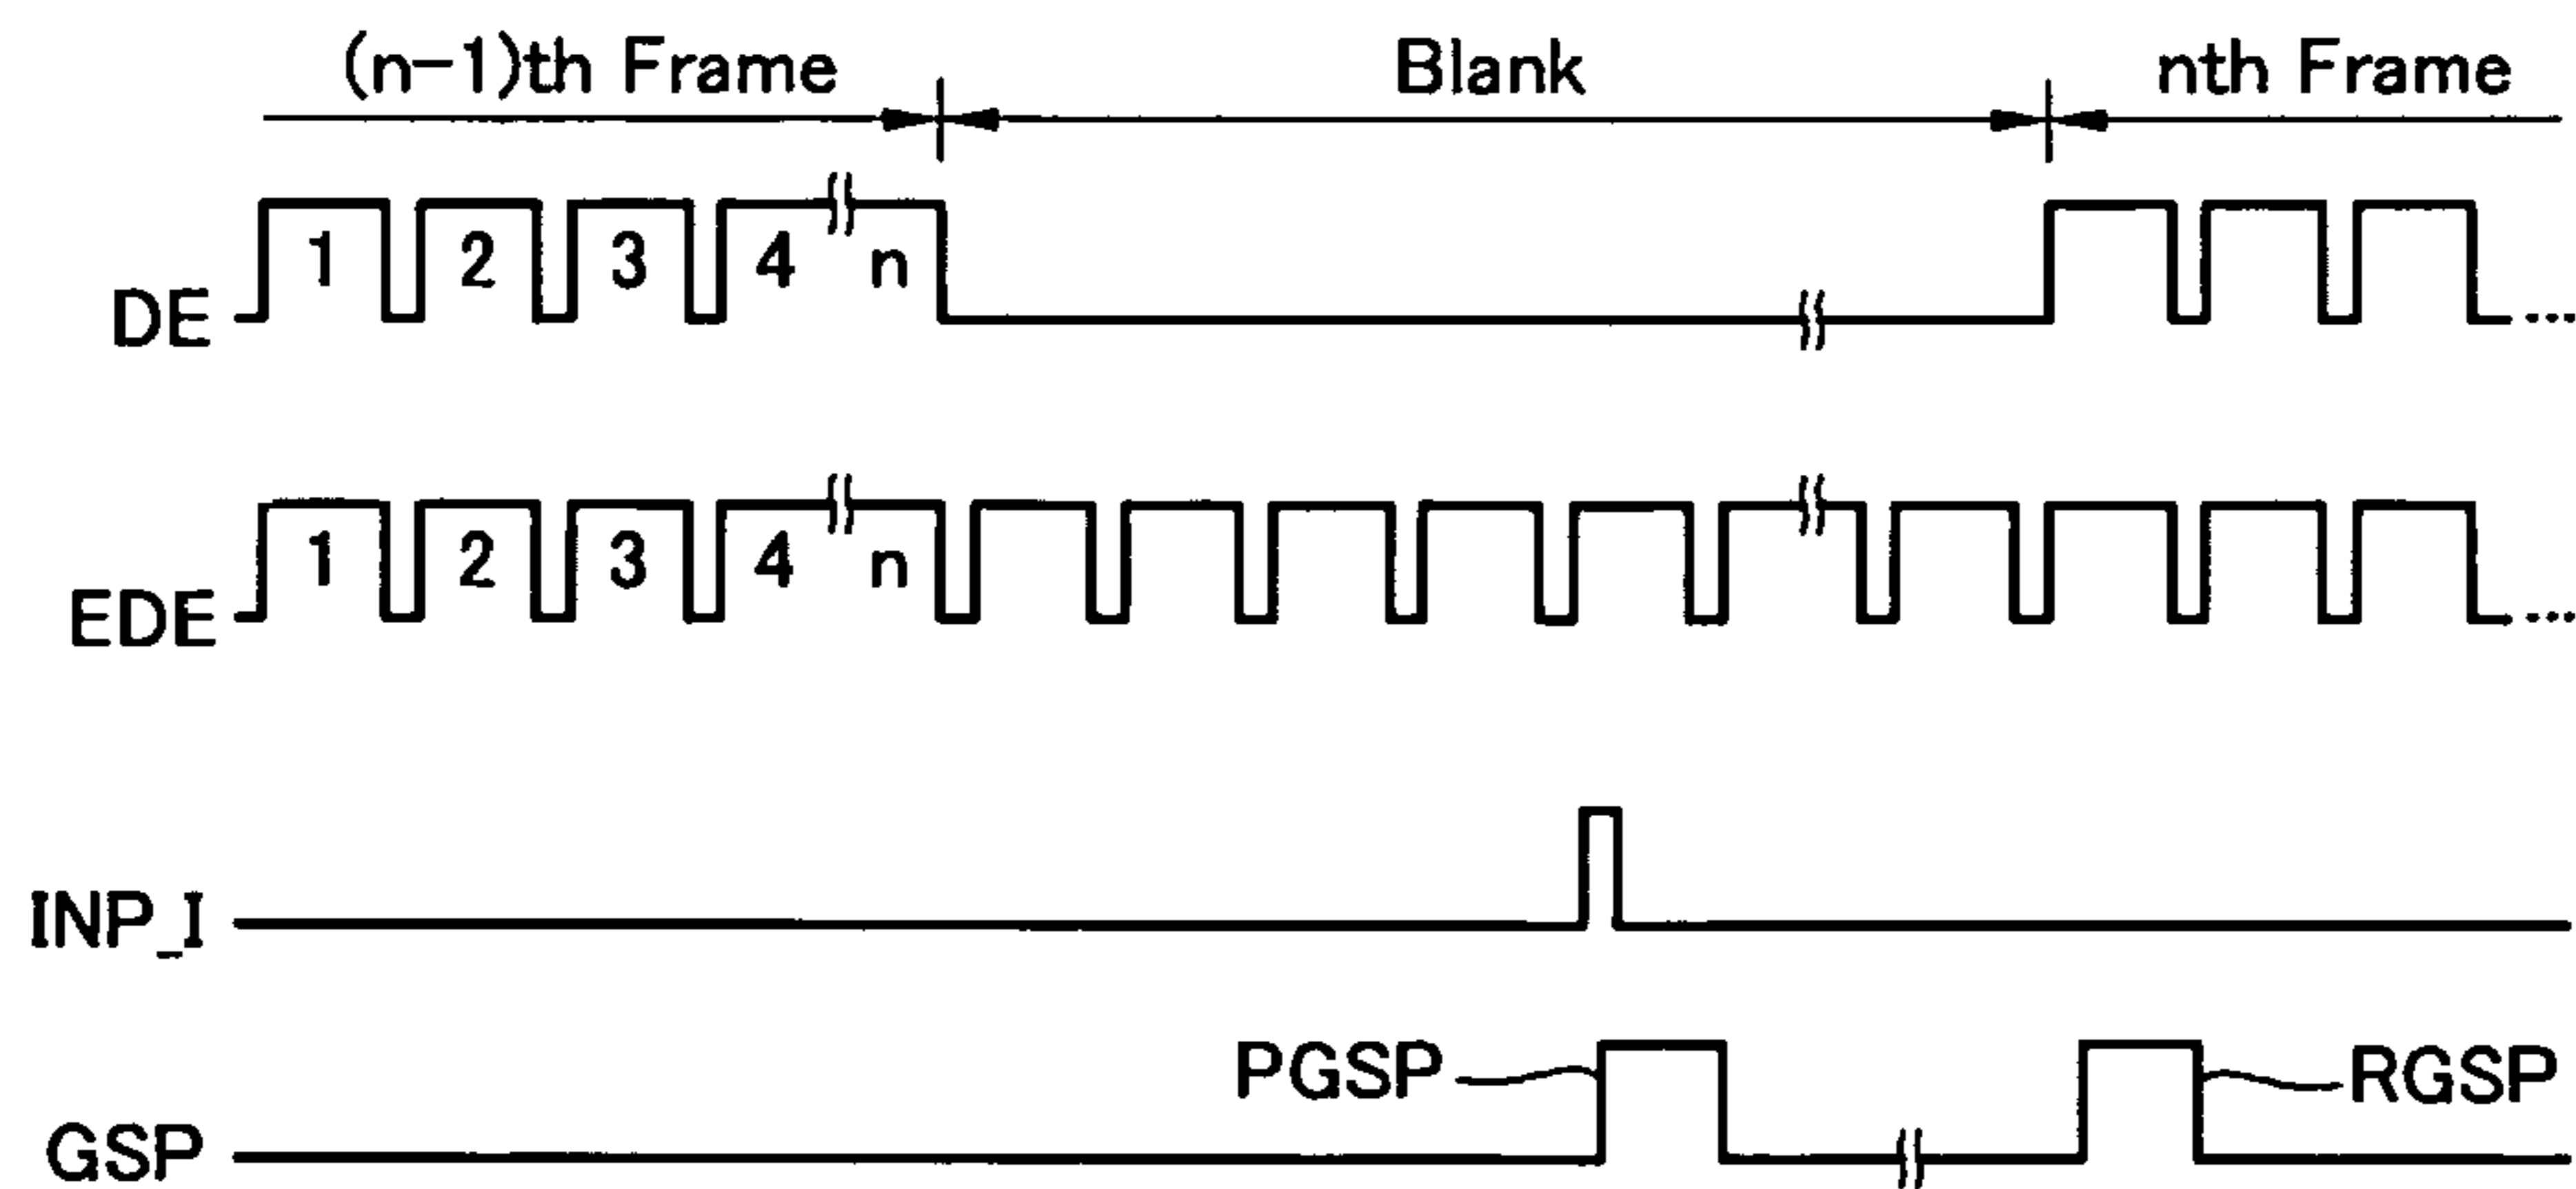 (n-1)th Frame Blank nth Frame
DE 1 2 3 4 n ...
EDE 1 2 3 4 n ...
INP_I
PGSP RGSP
GSP